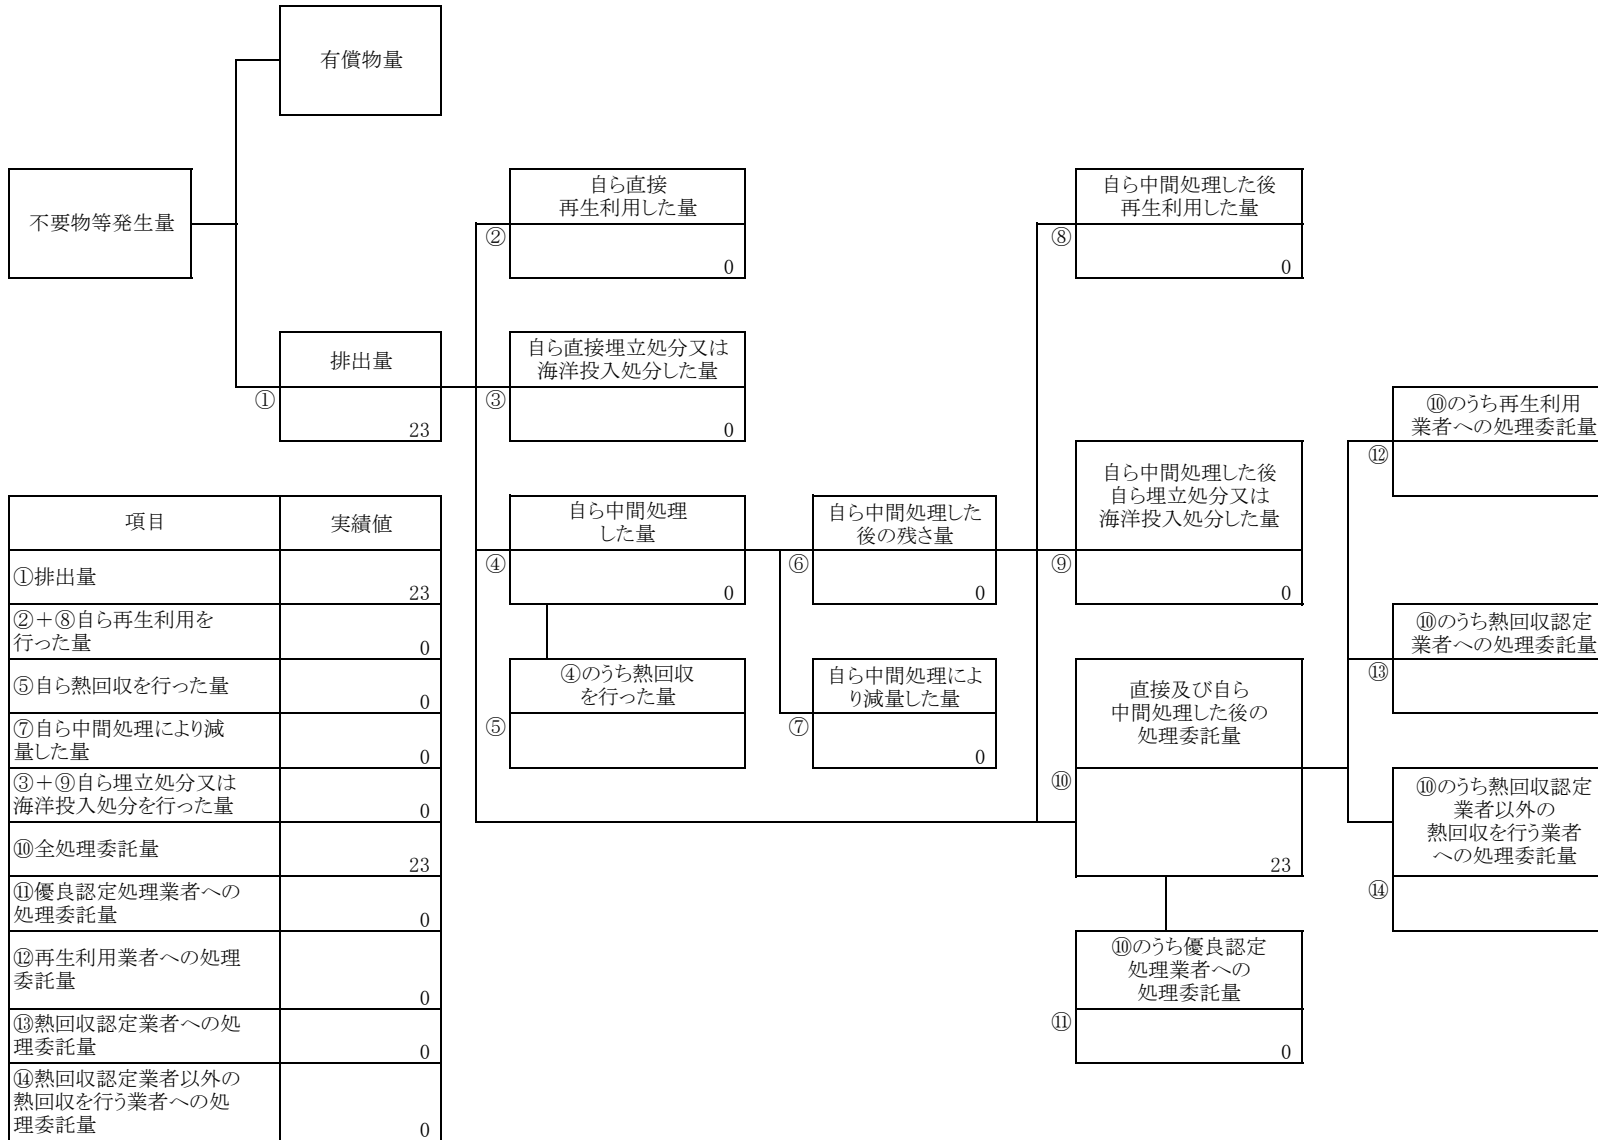 有償物量
不要物等発生量
排出量
①
23
自ら直接
再生利用した量
②
0
自ら直接埋立処分又は
海洋投入処分した量
③
0
自ら中間処理
した量
④
0
④のうち熱回収
を行った量
⑤
自ら中間処理した
後の残さ量
⑥
0
自ら中間処理によ
り減量した量
⑦
0
自ら中間処理した後
再生利用した量
⑧
0
自ら中間処理した後
自ら埋立処分又は
海洋投入処分した量
⑨
0
直接及び自ら
中間処理した後の
処理委託量
⑩
23
⑩のうち優良認定
処理業者への
処理委託量
⑪
0
⑩のうち再生利用
業者への処理委託量
⑫
⑩のうち熱回収認定
業者への処理委託量
⑬
⑩のうち熱回収認定
業者以外の
熱回収を行う業者
への処理委託量
⑭
項目 実績値
①排出量
23
②＋⑧自ら再生利用を
行った量
0
⑤自ら熱回収を行った量
0
⑦自ら中間処理により減
量した量
0
③＋⑨自ら埋立処分又は
海洋投入処分を行った量
0
⑩全処理委託量
23
⑪優良認定処理業者への
処理委託量
0
⑫再生利用業者への処理
委託量
0
⑬熱回収認定業者への処
理委託量
0
⑭熱回収認定業者以外の
熱回収を行う業者への処
理委託量
0